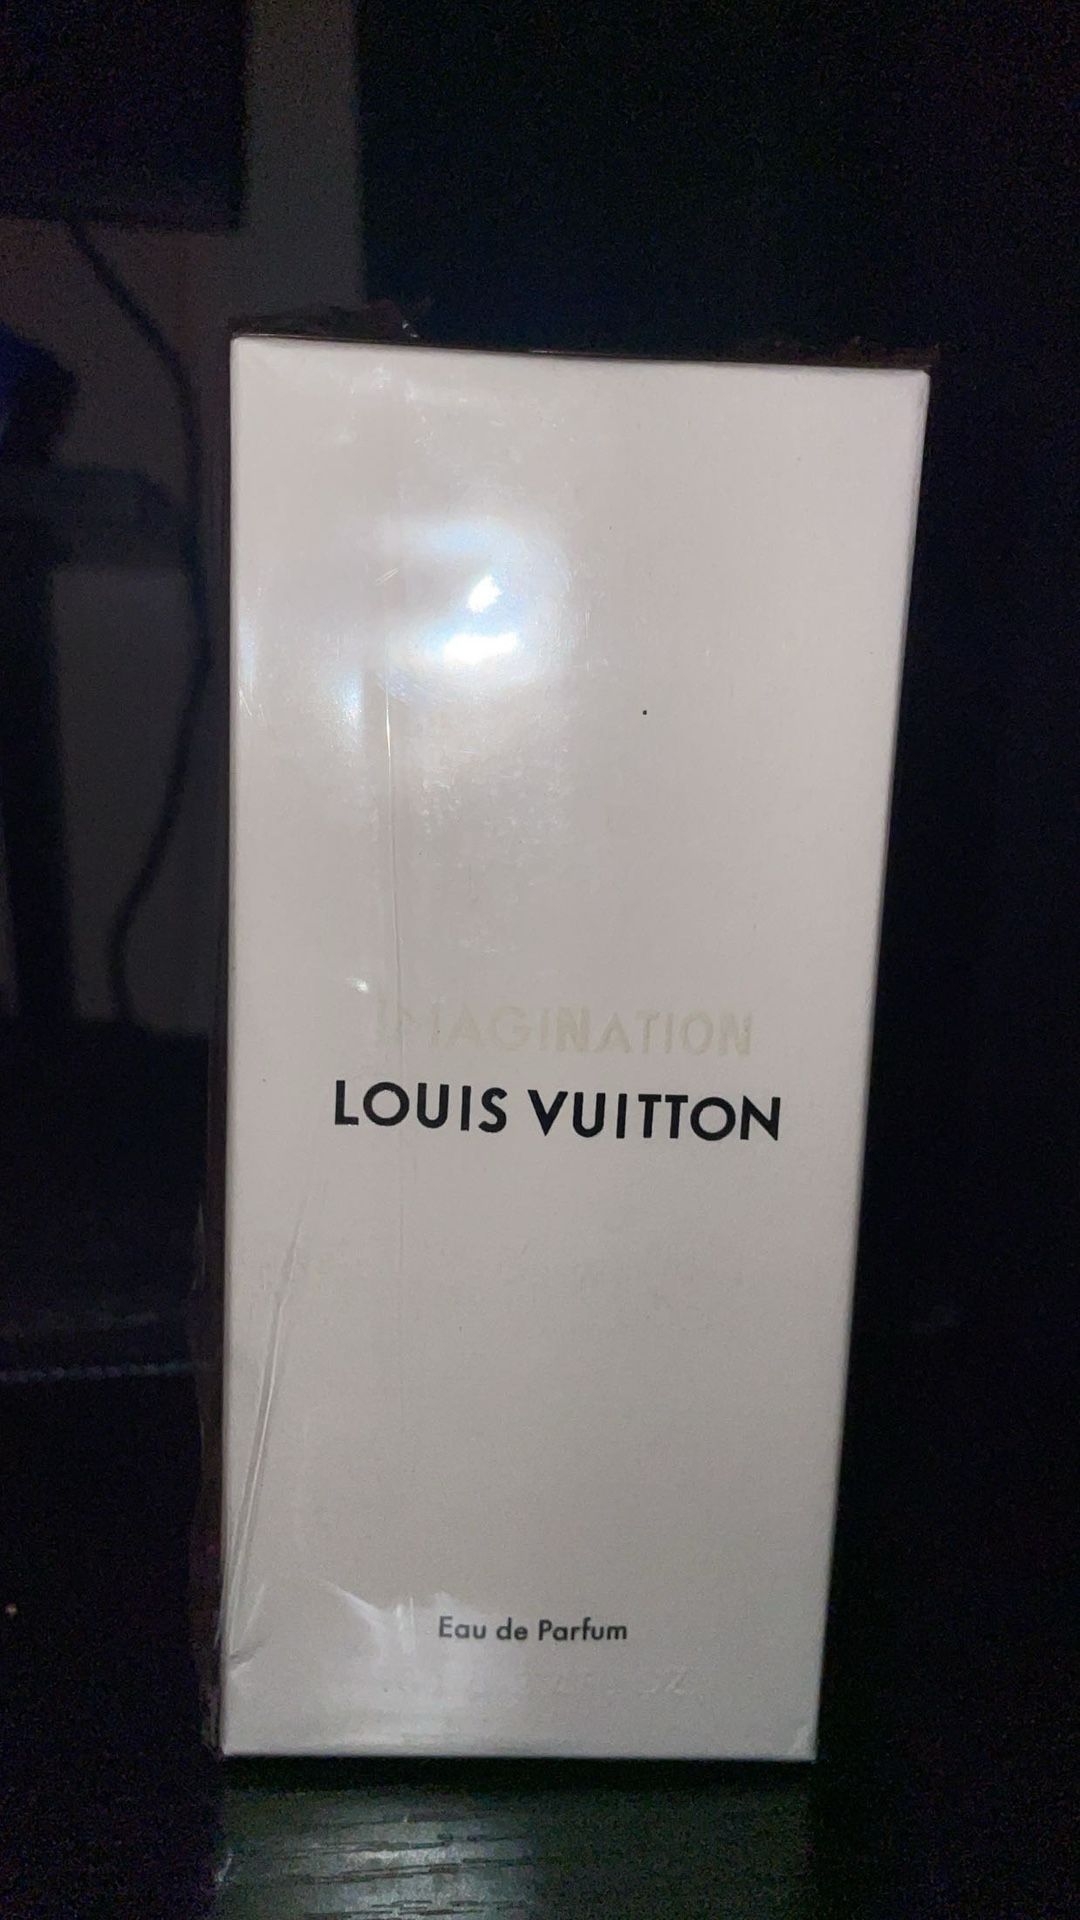 IMAGINATION
LOUIS VUITTON
Eau de Parfum